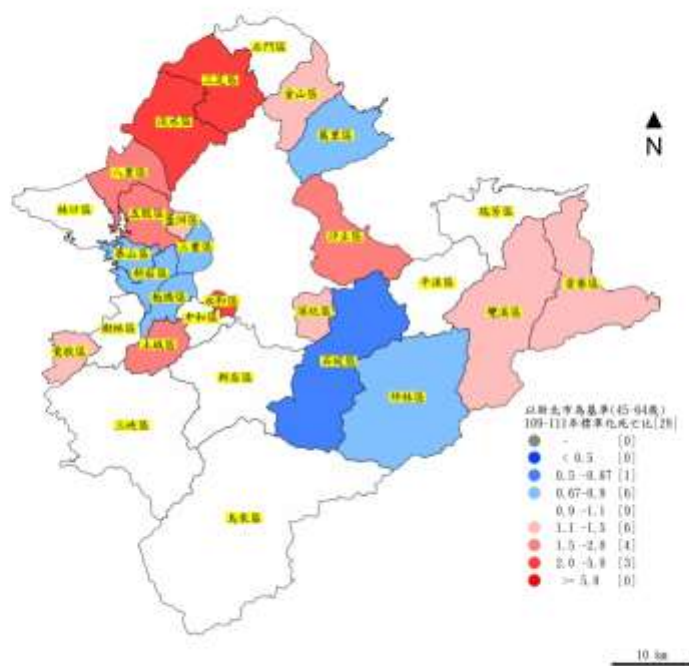 石門區
三芝區
金山區
淡水區
萬里區
N
八里區
林口區
五股區
蘆洲區
瑞芳區
三重區
汐止區
泰山區
平溪區
新莊區
貢寮區
雙溪區
板橋區
永和區
深坑區
中和區
樹林區
鶯歌區
土城區
石碇區
新店區
坪林區
三峽區
烏來區
以新北市為基準(45-64歲)
109-111年標準化死亡比[29]
- [0]
< 0.5 [0]
0.5 -0.67 [1]
0.67-0.9 [6]
0.9 -1.1 [9]
1.1 -1.5 [6]
1.5 -2.0 [4]
2.0 -5.0 [3]
>= 5.0 [0]
10 km